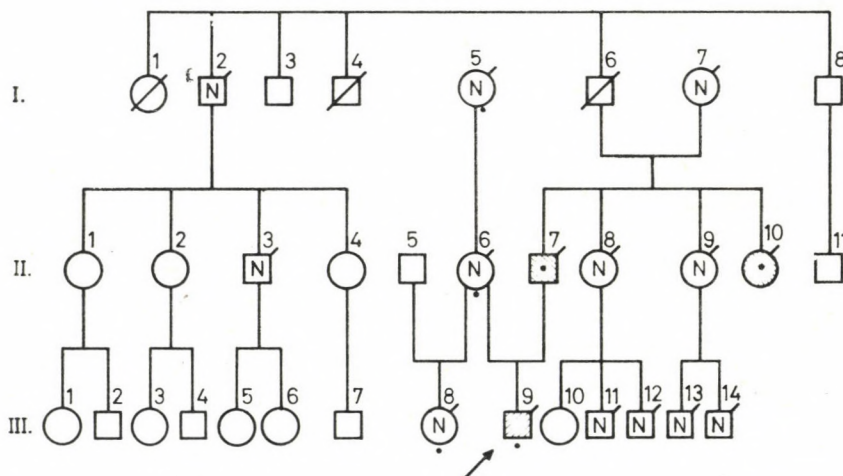 1 2 3 4 5 6 7 8
I. N N N
1 2 3 4 5 6 7 8 9 10 11
II. N N N N
1 2 3 4 5 6 7 8 9 10 11 12 13 14
III. N N N N N